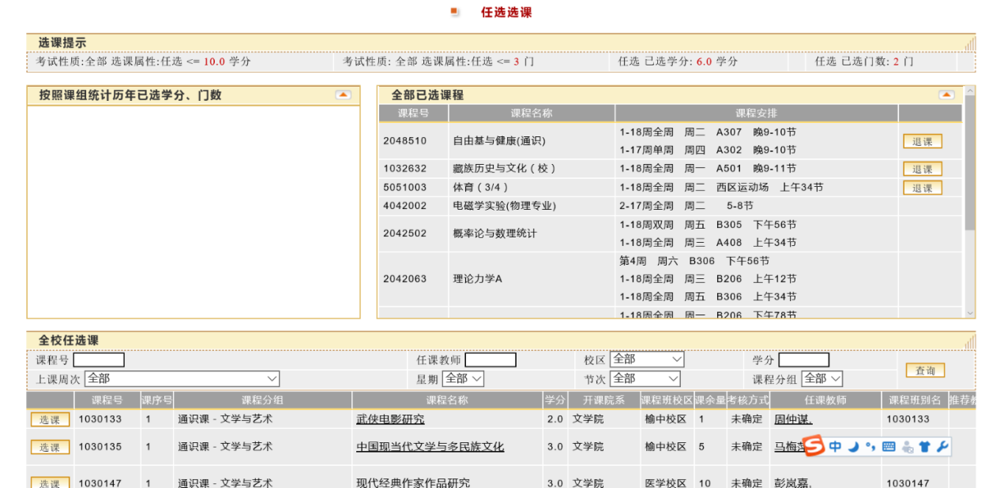 任选选课
选课提示
考试性质:全部 选课属性:任选 <= 10.0 学分 考试性质: 全部 选课属性:任选 <= 3 门 任选 已选学分: 6.0 学分 任选 已选门数: 2 门
按照课组统计历年已选学分、门数
全部已选课程
课程号 课程名称 课程安排
2048510 自由基与健康(通识) 1-18周全周 周二 A307 晚9-10节
1-17周单周 周四 A302 晚9-10节 退课
1032632 藏族历史与文化(校) 1-18周全周 周一 A501 晚9-11节 退课
5051003 体育(3/4) 1-18周全周 周二 西区运动场 上午34节 退课
4042002 电磁学实验(物理专业) 2-17周全周 周二 5-8节
2042502 概率论与数理统计 1-18周双周 周五 B305 下午56节
1-18周全周 周三 A408 上午34节
第4周 周六 B306 下午56节
2042063 理论力学A 1-18周全周 周三 B206 上午12节
1-18周全周 周五 B306 上午34节
1-18周全周 周一 B206 下午78节
全校任选课
课程号 任课教师 校区 全部 学分
上课周次 全部 星期 全部 节次 全部 课程分组 全部 查询
课程号 课序号 课程分组 课程名称 学分 开课院系 课程班校区 课余量 考核方式 任课教师 课程班别名 推荐
选课 1030133 1 通识课 - 文学与艺术 武侠电影研究 2.0 文学院 榆中校区 1 未确定 周仲谋, 1030133
选课 1030135 1 通识课 - 文学与艺术 中国现当代文学与多民族文化 3.0 文学院 榆中校区 5 未确定 马梅萍 中
选课 1030147 1 通识课 - 文学与艺术 现代经典作家作品研究 3.0 文学院 医学校区 10 未确定 彭岚嘉, 1030147